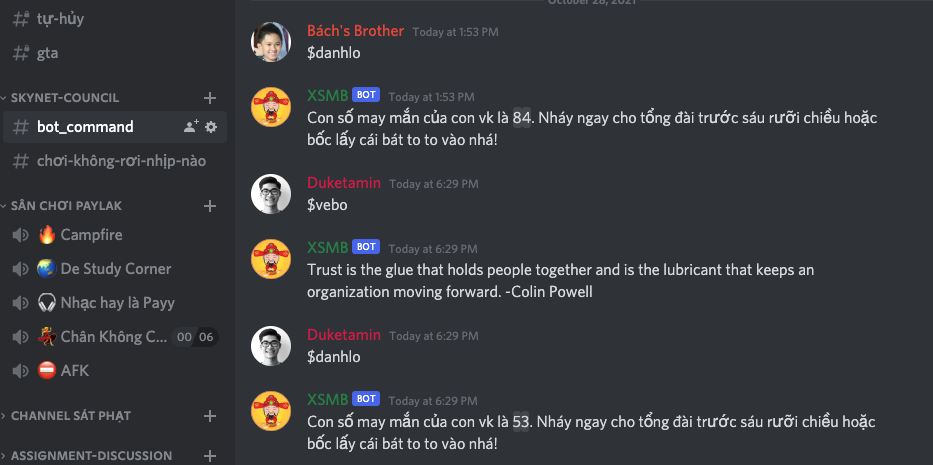 tự-hủy
gta
SKYNET-COUNCIL
bot_command
chơi-không-rơi-nhịp-nào
SÂN CHƠI PAYLAK
Campfire
De Study Corner
Nhạc hay là Payy
Chân Không C... 00 06
AFK
CHANNEL SÁT PHẠT
ASSIGNMENT-DISCUSSION
October 28, 2021
Bách's Brother Today at 1:53 PM
$danhlo
XSMB BOT Today at 1:53 PM
Con số may mắn của con vk là 84. Nháy ngay cho tổng đài trước sáu rưỡi chiều hoặc
bốc lấy cái bát to to vào nhá!
Duketamin Today at 6:29 PM
$vebo
XSMB BOT Today at 6:29 PM
Trust is the glue that holds people together and is the lubricant that keeps an
organization moving forward. -Colin Powell
Duketamin Today at 6:29 PM
$danhlo
XSMB BOT Today at 6:29 PM
Con số may mắn của con vk là 53. Nháy ngay cho tổng đài trước sáu rưỡi chiều hoặc
bốc lấy cái bát to to vào nhá!